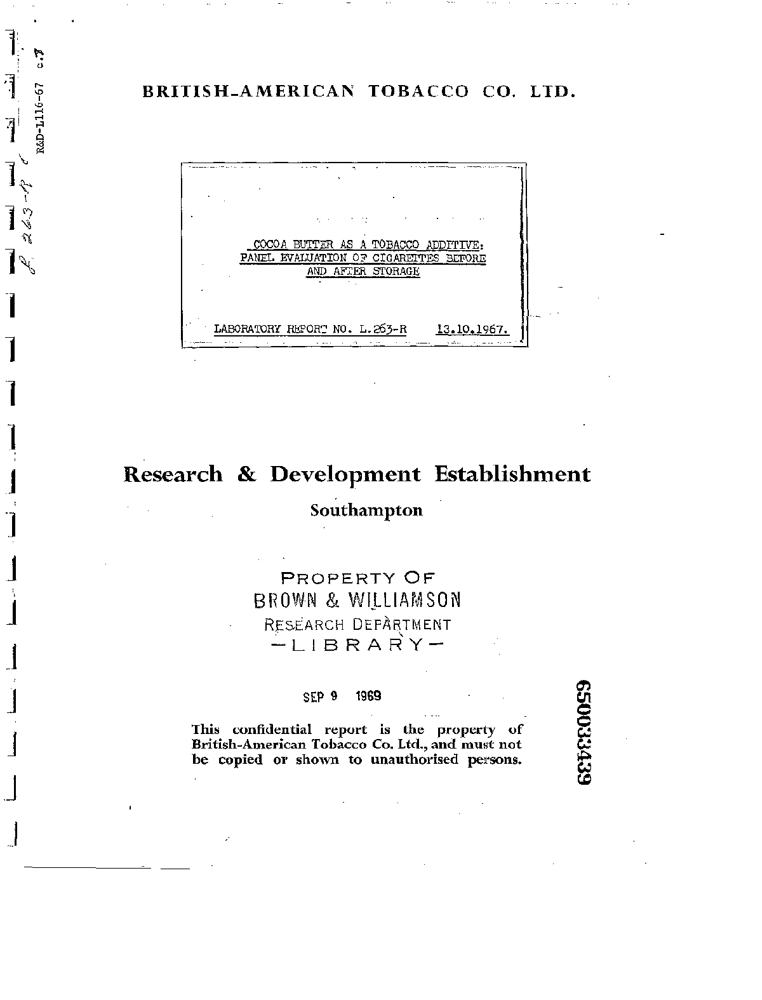 R&D-L116-67 c.8
BRITISH-AMERICAN TOBACCO CO. LTD.
COCOA BUTTER AS A TOBACCO ADDITIVE:
PANEL EVALUATION OF CIGARETTES BEFORE
AND AFTER STORAGE
LABORATORY REPORT NO. L.263-R 13.10.1967.
263-R
Research & Development Establishment
Southampton
PROPERTY OF
BROWN & WILLIAMSON
RESEARCH DEPARTMENT
-LIBRARY-
SEP 9 1969
This confidential report is the property of
British-American Tobacco Co. Ltd., and must not
be copied or shown to unauthorised persons.
650033439